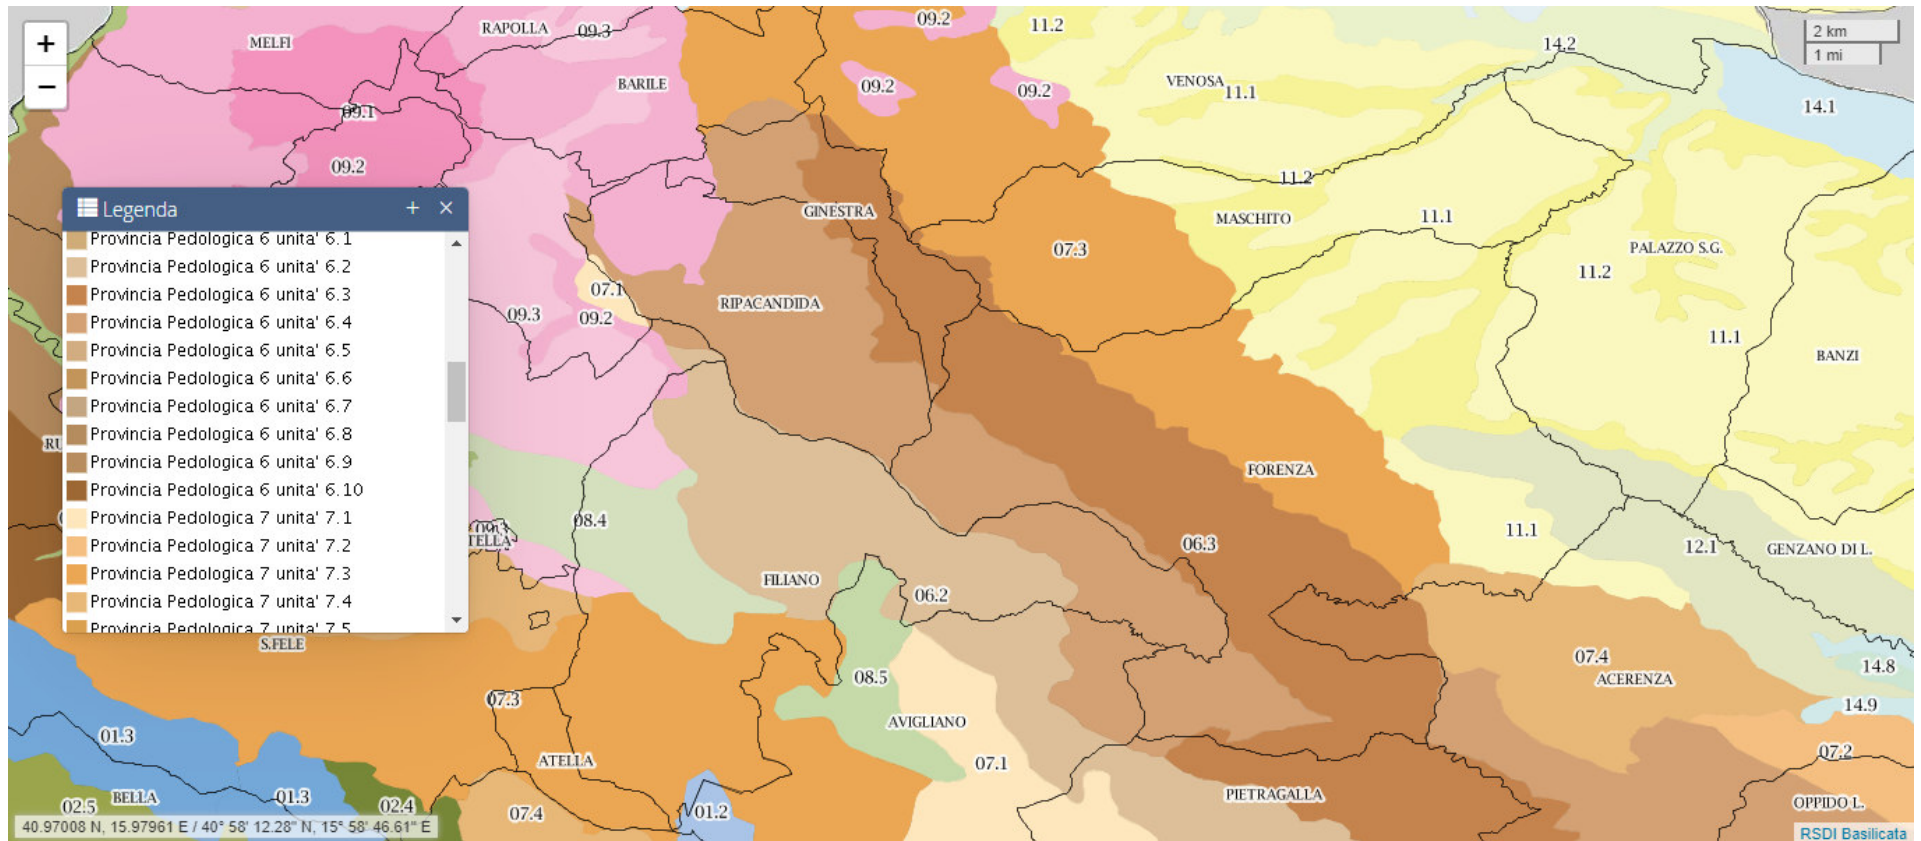 +
−
2 km
1 mi
MELFI
RAPOLLA
09.3
09.2
11.2
14.2
BARILE
09.2
09.2
VENOSA
11.1
14.1
09.1
09.2
11.2
GINESTRA
MASCHITO
11.1
PALAZZO S.G.
07.3
11.2
07.1
RIPACANDIDA
09.3
09.2
11.1
BANZI
Legenda
+ ×
Provincia Pedologica 6 unita' 6.1
Provincia Pedologica 6 unita' 6.2
Provincia Pedologica 6 unita' 6.3
Provincia Pedologica 6 unita' 6.4
Provincia Pedologica 6 unita' 6.5
Provincia Pedologica 6 unita' 6.6
Provincia Pedologica 6 unita' 6.7
Provincia Pedologica 6 unita' 6.8
Provincia Pedologica 6 unita' 6.9
Provincia Pedologica 6 unita' 6.10
Provincia Pedologica 7 unita' 7.1
Provincia Pedologica 7 unita' 7.2
Provincia Pedologica 7 unita' 7.3
Provincia Pedologica 7 unita' 7.4
Provincia Pedologica 7 unita' 7.5
RU
FORENZA
09.3
08.4
11.1
TELLA
06.3
12.1
GENZANO DI L.
FILIANO
06.2
S.FELE
07.4
14.8
08.5
ACERENZA
07.3
14.9
AVIGLIANO
01.3
07.2
ATELLA
07.1
BELLA
01.3
02.5
02.4
07.4
01.2
PIETRAGALLA
OPPIDO L.
40.97008 N, 15.97961 E / 40° 58' 12.28" N, 15° 58' 46.61" E
RSDI Basilicata